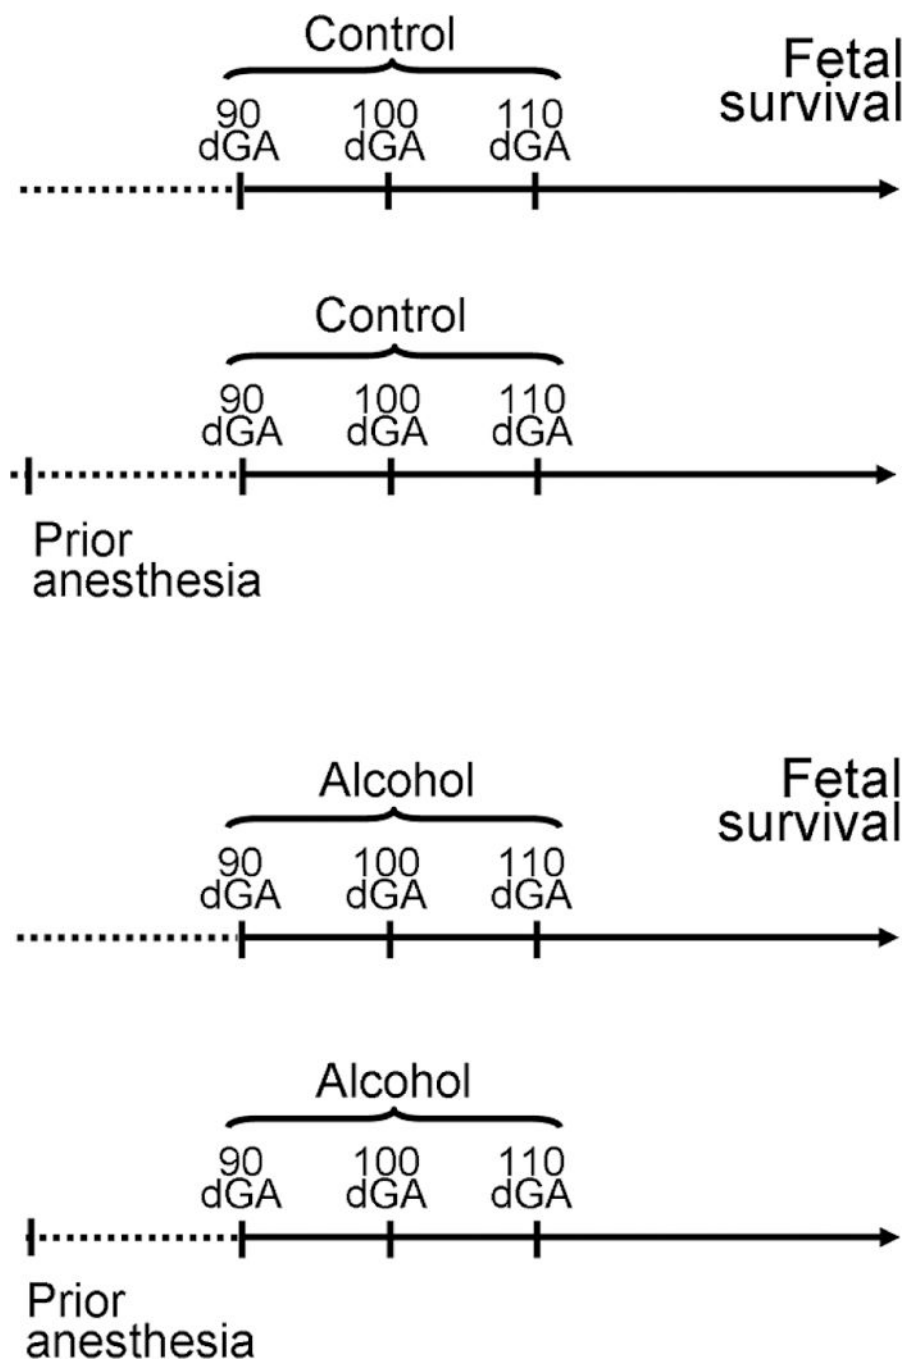 Control
Fetal
survival
90 100 110
dGA dGA dGA
Control
90 100 110
dGA dGA dGA
Prior
anesthesia
Alcohol
Fetal
survival
90 100 110
dGA dGA dGA
Alcohol
90 100 110
dGA dGA dGA
Prior
anesthesia